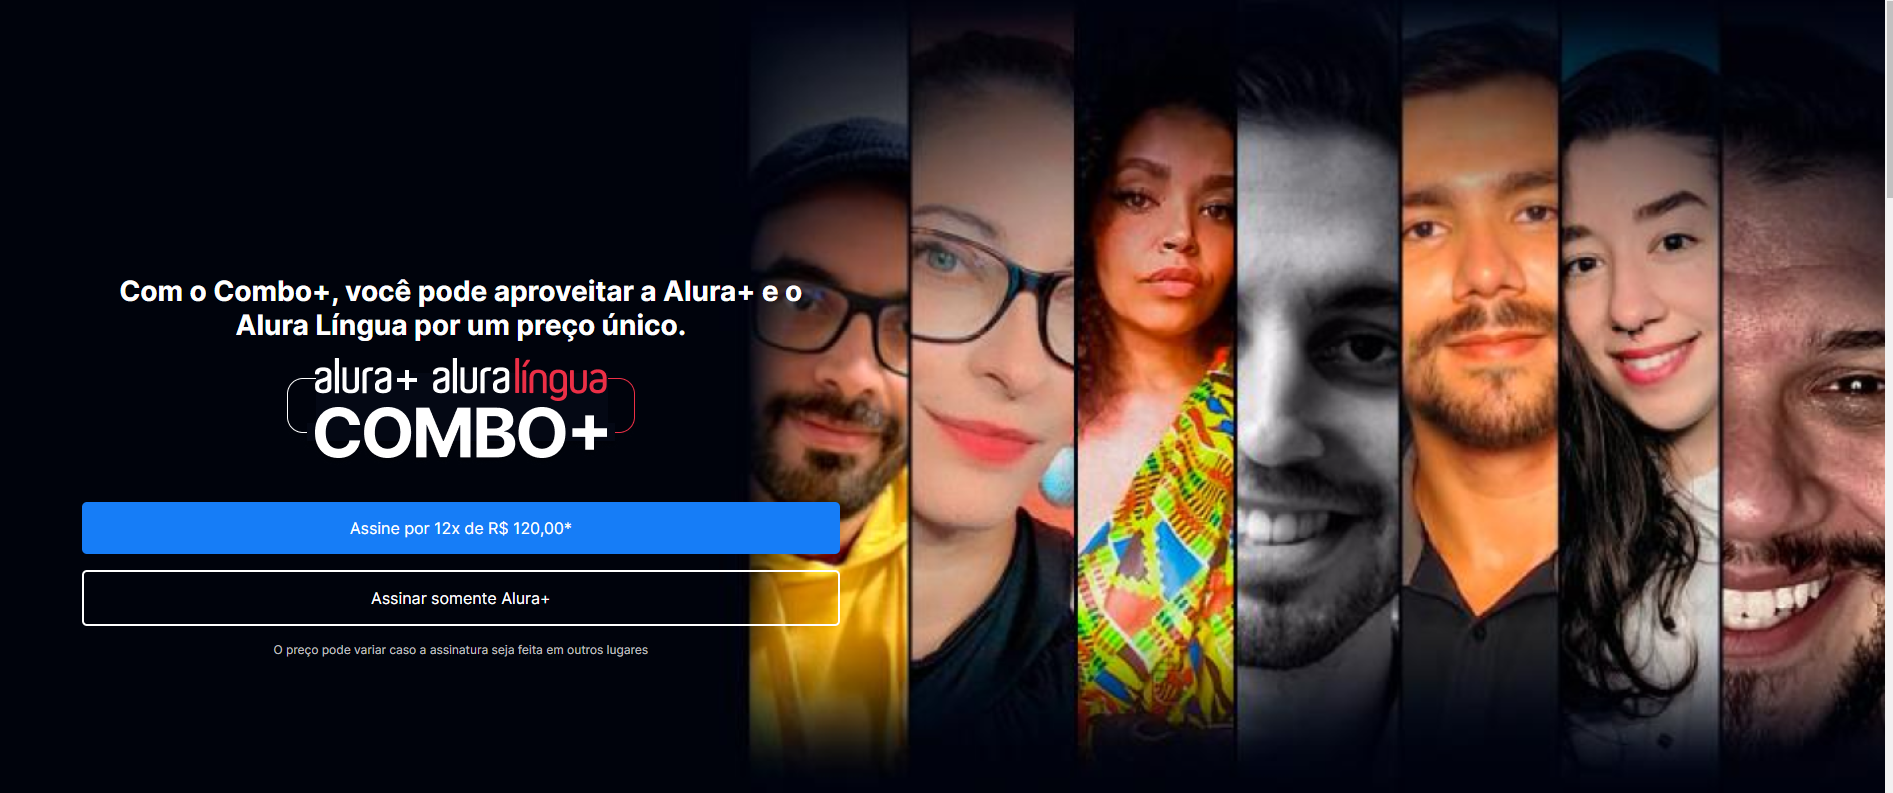 Com o Combo+, você pode aproveitar a Alura+ e o
Alura Língua por um preço único.
alura+ aluralíngua
COMBO+
Assine por 12x de R$ 120,00*
Assinar somente Alura+
O preço pode variar caso a assinatura seja feita em outros lugares